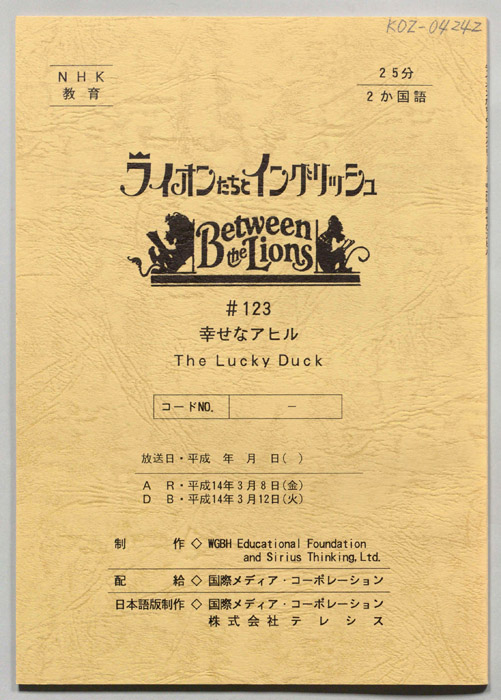 KDZ-04242
NHK
教育
25分
2か国語
ライオンたちとイングリッシュ
Between
the Lions
#123
幸せなアヒル
The Lucky Duck
コードNO. －
放送日・平成　年　月　日(　)
A R・平成14年3月8日(金)
D B・平成14年3月12日(火)
制作◇WGBH Educational Foundation
and Sirius Thinking,Ltd.
配給◇国際メディア・コーポレーション
日本語版制作◇国際メディア・コーポレーション
株式会社テレシス